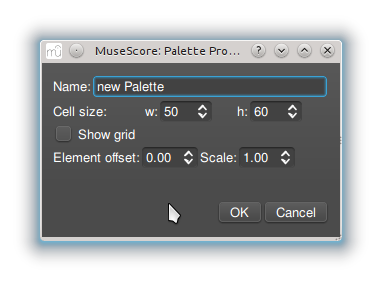 MuseScore: Palette Pro...
Name: new Palette
Cell size: w: 50 h: 60
Show grid
Element offset: 0.00 Scale: 1.00
OK Cancel